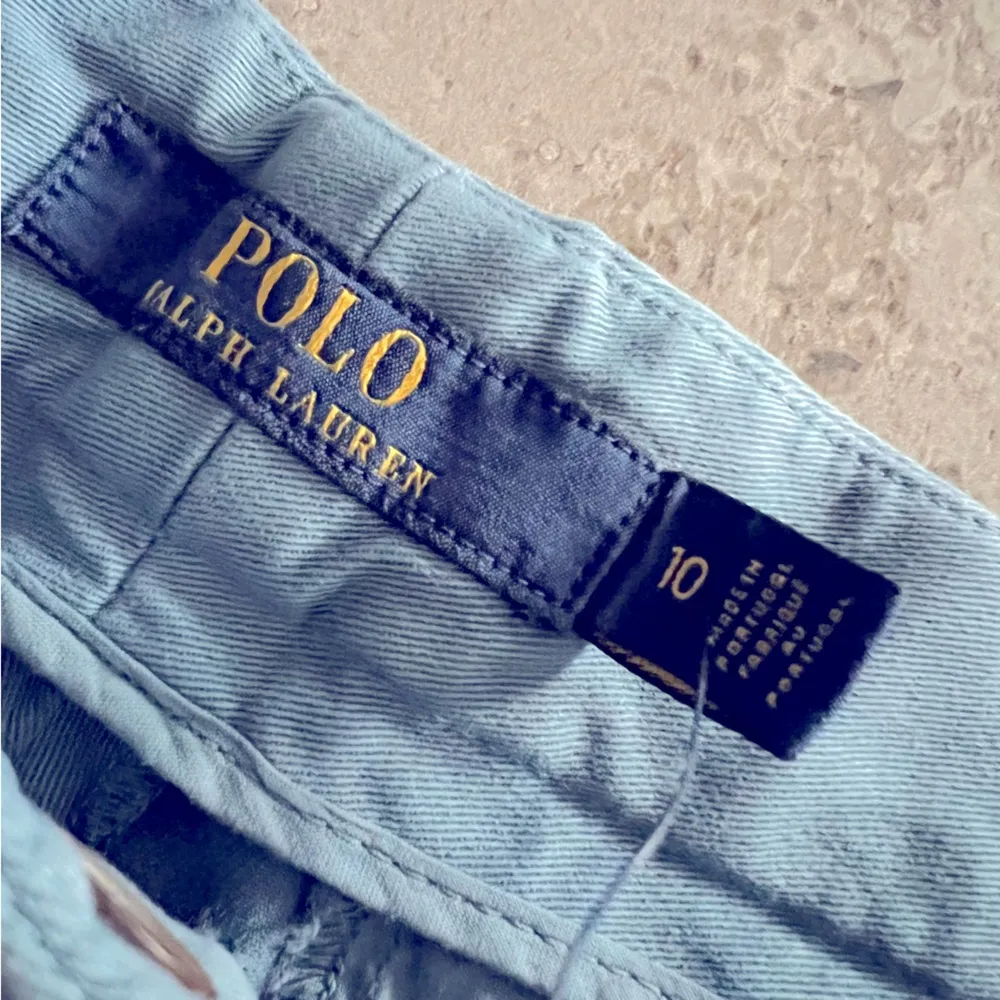 POLO
RALPH LAUREN
10
MADE IN
PORTUGAL
FABRIQUÉ
AU
PORTUGAL